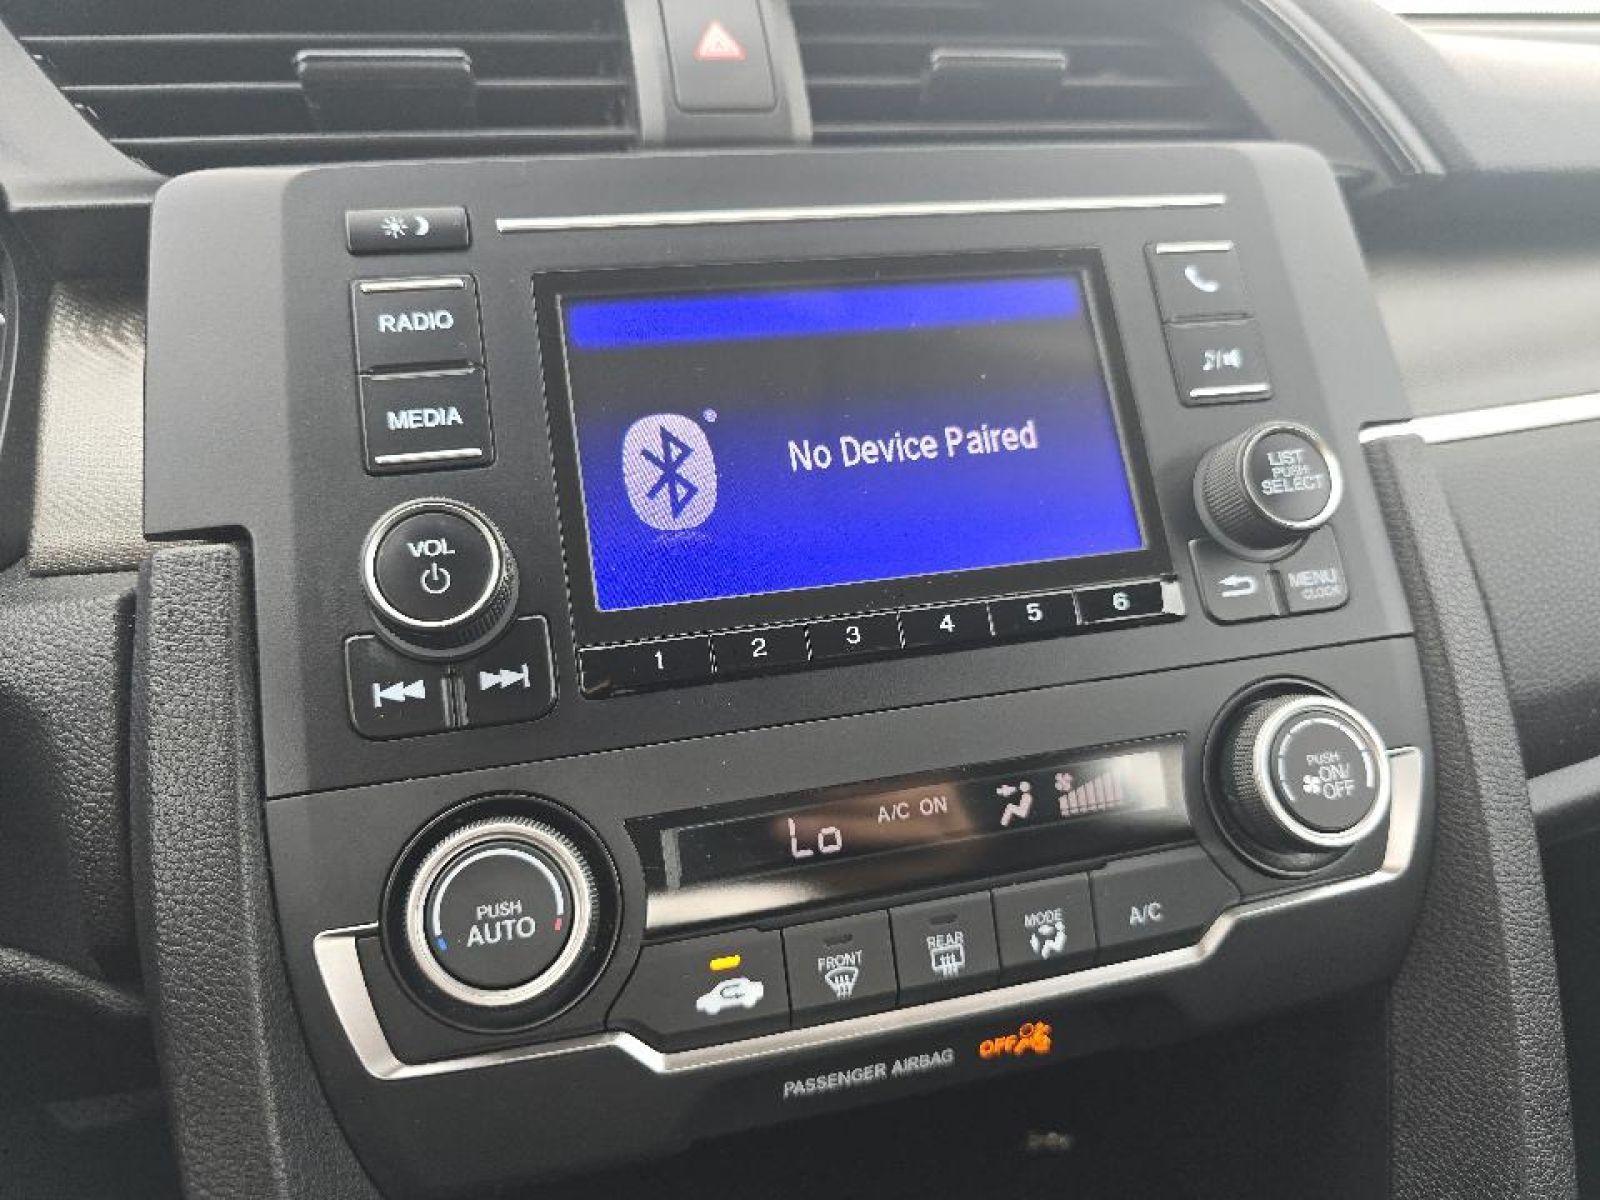 RADIO
MEDIA
VOL
No Device Paired
LIST
PUSH
SELECT
MENU
CLOCK
1 2 3 4 5 6
Lo A/C ON
PUSH
ON/
OFF
PUSH
AUTO
FRONT
REAR
MODE
A/C
PASSENGER AIRBAG OFF